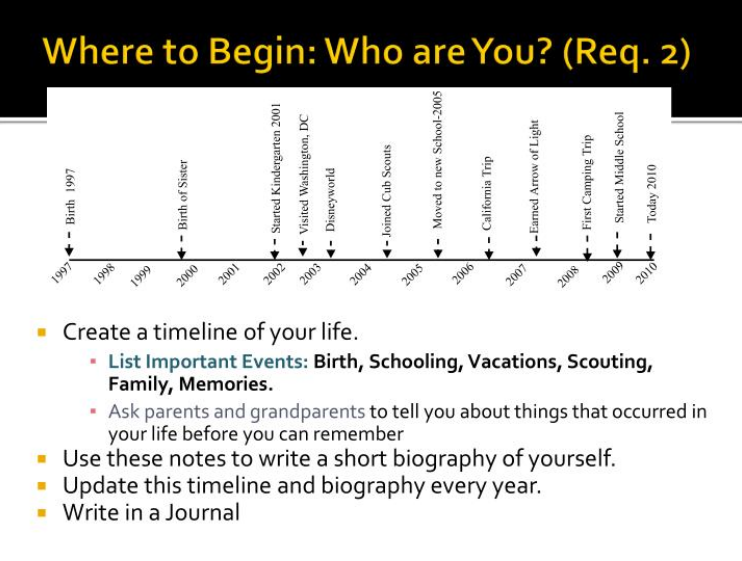 Where to Begin: Who are You? (Req. 2)
Birth 1997
Birth of Sister
Started Kindergarten 2001
Visited Washington, DC
Disneyworld
Joined Cub Scouts
Moved to new School-2005
California Trip
Earned Arrow of Light
First Camping Trip
Started Middle School
Today 2010
1997
1998
1999
2000
2001
2002
2003
2004
2005
2006
2007
2008
2009
2010
Create a timeline of your life.
List Important Events: Birth, Schooling, Vacations, Scouting,
Family, Memories.
Ask parents and grandparents to tell you about things that occurred in
your life before you can remember
Use these notes to write a short biography of yourself.
Update this timeline and biography every year.
Write in a Journal